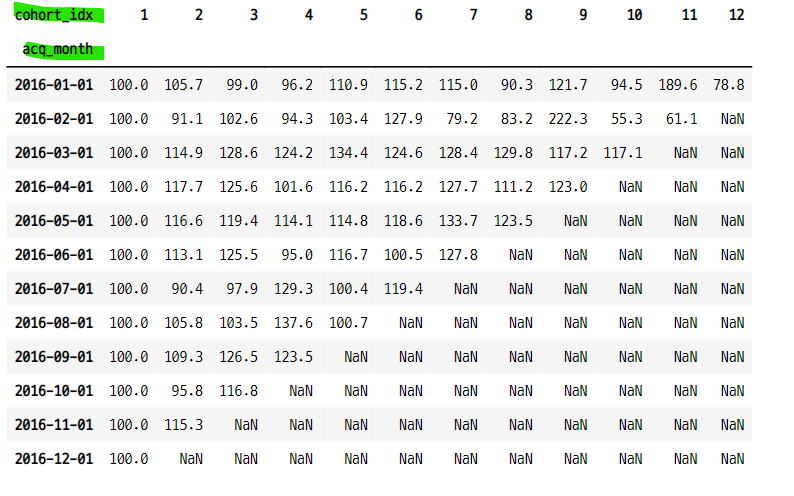 cohort_idx 1 2 3 4 5 6 7 8 9 10 11 12
acq_month
2016-01-01 100.0 105.7 99.0 96.2 110.9 115.2 115.0 90.3 121.7 94.5 189.6 78.8
2016-02-01 100.0 91.1 102.6 94.3 103.4 127.9 79.2 83.2 222.3 55.3 61.1 NaN
2016-03-01 100.0 114.9 128.6 124.2 134.4 124.6 128.4 129.8 117.2 117.1 NaN NaN
2016-04-01 100.0 117.7 125.6 101.6 116.2 116.2 127.7 111.2 123.0 NaN NaN NaN
2016-05-01 100.0 116.6 119.4 114.1 114.8 118.6 133.7 123.5 NaN NaN NaN NaN
2016-06-01 100.0 113.1 125.5 95.0 116.7 100.5 127.8 NaN NaN NaN NaN NaN
2016-07-01 100.0 90.4 97.9 129.3 100.4 119.4 NaN NaN NaN NaN NaN NaN
2016-08-01 100.0 105.8 103.5 137.6 100.7 NaN NaN NaN NaN NaN NaN NaN
2016-09-01 100.0 109.3 126.5 123.5 NaN NaN NaN NaN NaN NaN NaN NaN
2016-10-01 100.0 95.8 116.8 NaN NaN NaN NaN NaN NaN NaN NaN NaN
2016-11-01 100.0 115.3 NaN NaN NaN NaN NaN NaN NaN NaN NaN NaN
2016-12-01 100.0 NaN NaN NaN NaN NaN NaN NaN NaN NaN NaN NaN